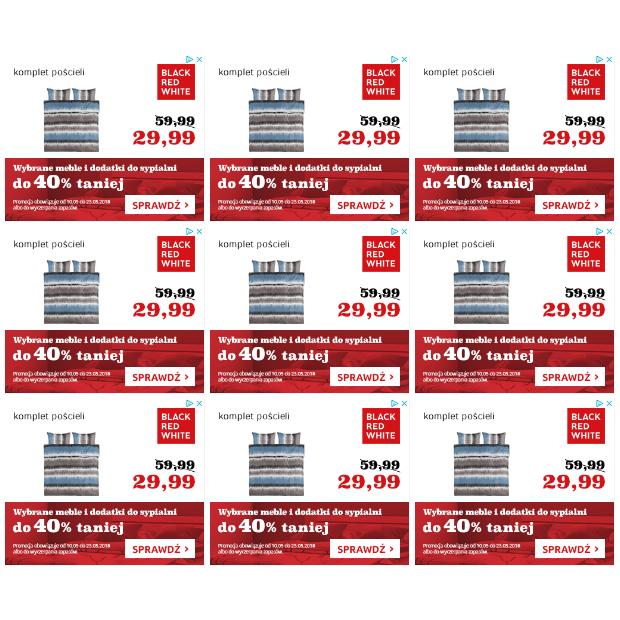 komplet pościeli
BLACK
RED
WHITE
59,99
29,99
Wybrane meble i dodatki do sypialni
do 40% taniej
Promocja obowiązuje od 10.05 do 23.05.2018
albo do wyczerpania zapasów.
SPRAWDŹ >
komplet pościeli
BLACK
RED
WHITE
59,99
29,99
Wybrane meble i dodatki do sypialni
do 40% taniej
Promocja obowiązuje od 10.05 do 23.05.2018
albo do wyczerpania zapasów.
SPRAWDŹ >
komplet pościeli
BLACK
RED
WHITE
59,99
29,99
Wybrane meble i dodatki do sypialni
do 40% taniej
Promocja obowiązuje od 10.05 do 23.05.2018
albo do wyczerpania zapasów.
SPRAWDŹ >
komplet pościeli
BLACK
RED
WHITE
59,99
29,99
Wybrane meble i dodatki do sypialni
do 40% taniej
Promocja obowiązuje od 10.05 do 23.05.2018
albo do wyczerpania zapasów.
SPRAWDŹ >
komplet pościeli
BLACK
RED
WHITE
59,99
29,99
Wybrane meble i dodatki do sypialni
do 40% taniej
Promocja obowiązuje od 10.05 do 23.05.2018
albo do wyczerpania zapasów.
SPRAWDŹ >
komplet pościeli
BLACK
RED
WHITE
59,99
29,99
Wybrane meble i dodatki do sypialni
do 40% taniej
Promocja obowiązuje od 10.05 do 23.05.2018
albo do wyczerpania zapasów.
SPRAWDŹ >
komplet pościeli
BLACK
RED
WHITE
59,99
29,99
Wybrane meble i dodatki do sypialni
do 40% taniej
Promocja obowiązuje od 10.05 do 23.05.2018
albo do wyczerpania zapasów.
SPRAWDŹ >
komplet pościeli
BLACK
RED
WHITE
59,99
29,99
Wybrane meble i dodatki do sypialni
do 40% taniej
Promocja obowiązuje od 10.05 do 23.05.2018
albo do wyczerpania zapasów.
SPRAWDŹ >
komplet pościeli
BLACK
RED
WHITE
59,99
29,99
Wybrane meble i dodatki do sypialni
do 40% taniej
Promocja obowiązuje od 10.05 do 23.05.2018
albo do wyczerpania zapasów.
SPRAWDŹ >